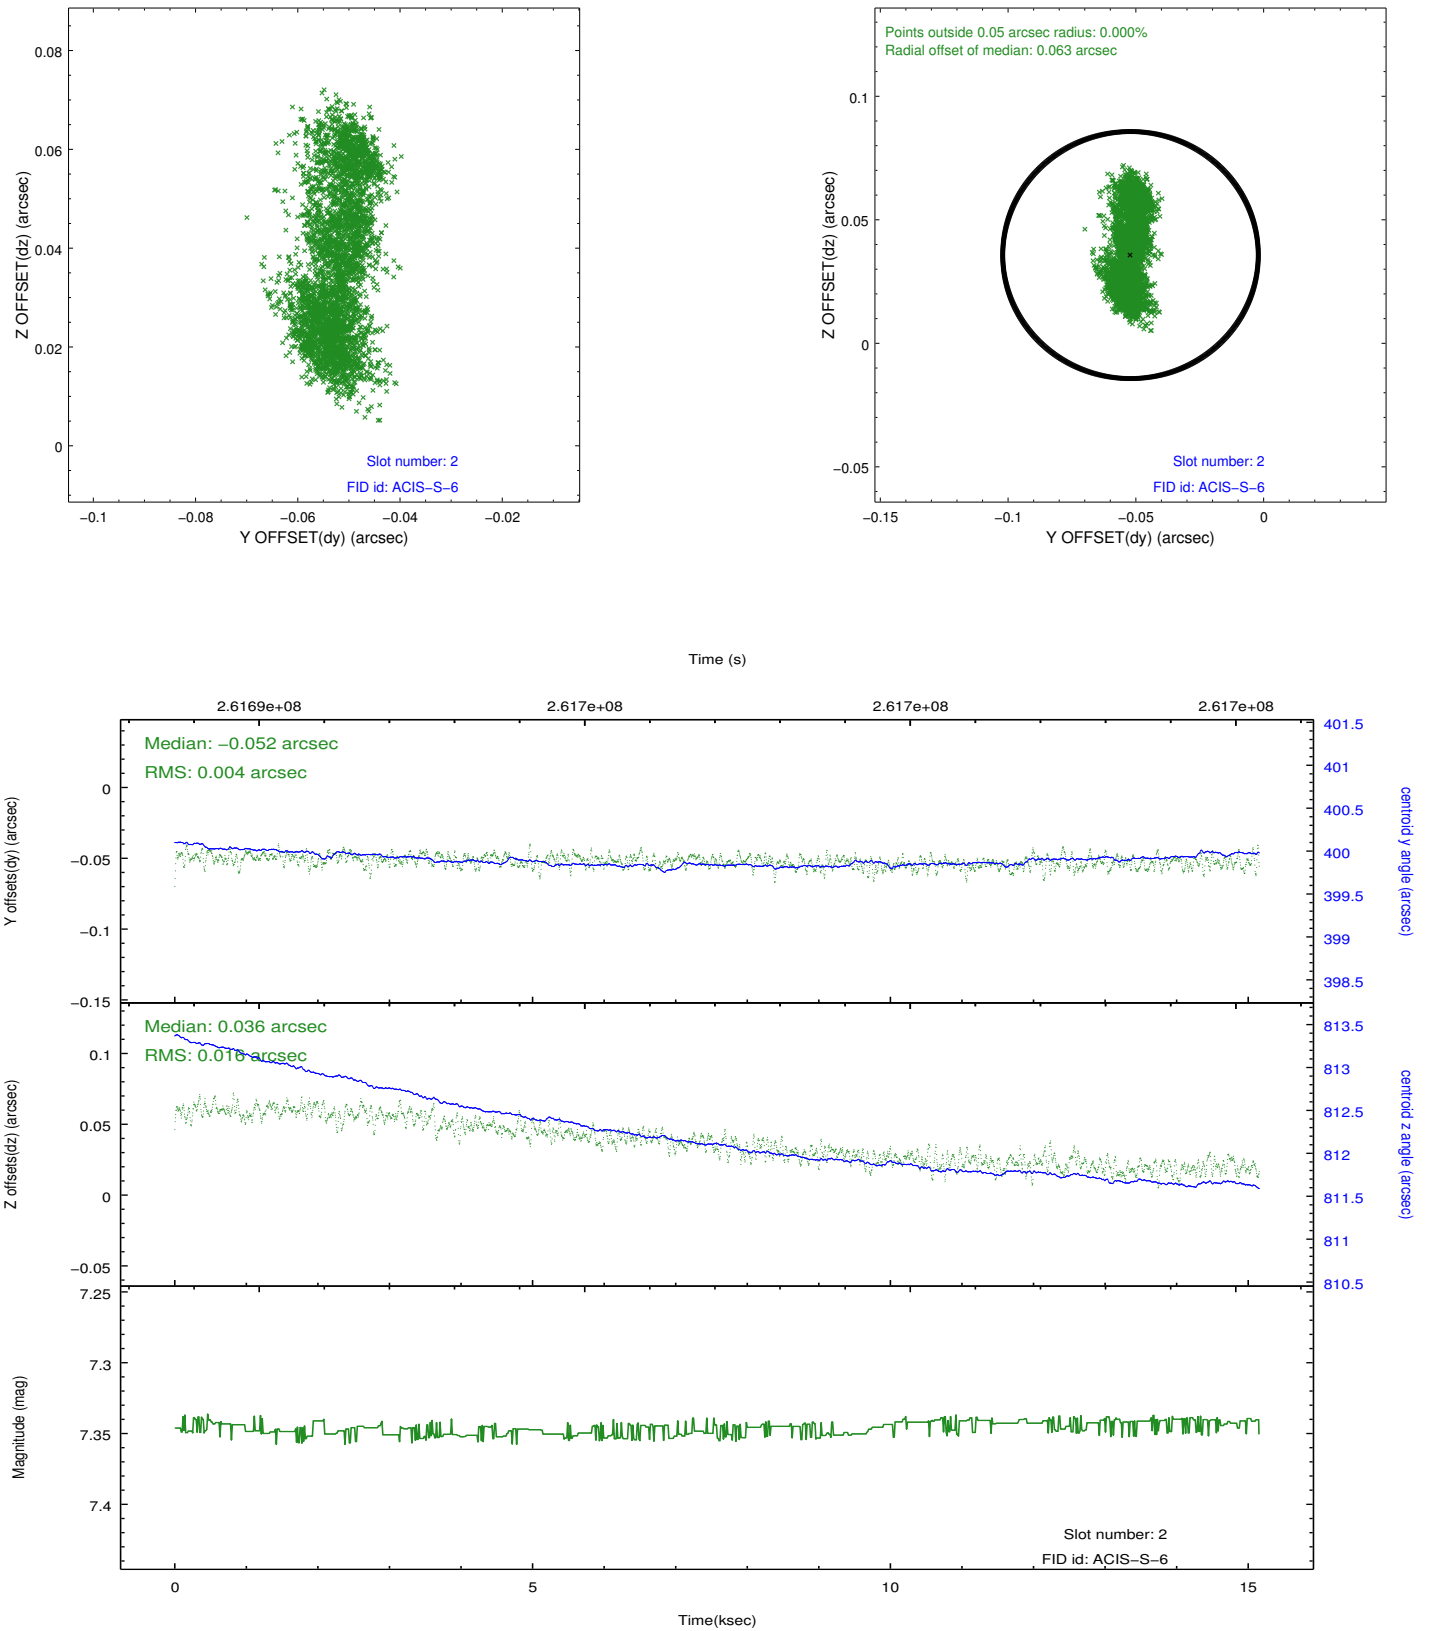 0.08
0.06
0.04
0.02
0
Z OFFSET(dz) (arcsec)
Slot number: 2
FID id: ACIS−S−6
−0.1
−0.08
−0.06
−0.04
−0.02
Y OFFSET(dy) (arcsec)
Points outside 0.05 arcsec radius: 0.000%
Radial offset of median: 0.063 arcsec
0.1
0.05
0
−0.05
Z OFFSET(dz) (arcsec)
Slot number: 2
FID id: ACIS−S−6
−0.15
−0.1
−0.05
0
Y OFFSET(dy) (arcsec)
Time (s)
2.6169e+08
2.617e+08
2.617e+08
2.617e+08
Median: −0.052 arcsec
RMS: 0.004 arcsec
0
−0.05
−0.1
−0.15
Y offsets(dy) (arcsec)
401.5
401
400.5
400
399.5
399
398.5
centroid y angle (arcsec)
Median: 0.036 arcsec
RMS: 0.016 arcsec
0.1
0.05
0
−0.05
Z offsets(dz) (arcsec)
813.5
813
812.5
812
811.5
811
810.5
centroid z angle (arcsec)
7.25
7.3
7.35
7.4
Magnitude (mag)
Slot number: 2
FID id: ACIS−S−6
0
5
10
15
Time(ksec)